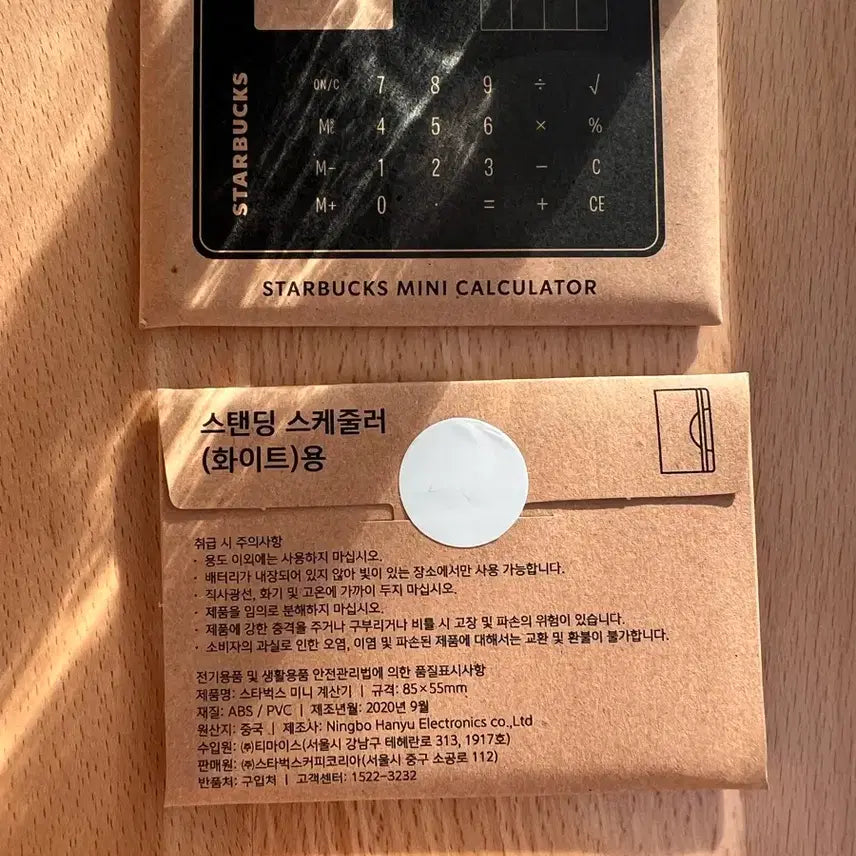 STARBUCKS
ON/C 7 8 9 ÷ √
M 4 5 6 × %
M- 1 2 3 − C
M+ 0 · = + CE
STARBUCKS MINI CALCULATOR
스탠딩 스케줄러
(화이트)용
취급 시 주의사항
· 용도 이외에는 사용하지 마십시오.
· 배터리가 내장되어 있지 않아 빛이 있는 장소에서만 사용 가능합니다.
· 직사광선, 화기 및 고온에 가까이 두지 마십시오.
· 제품을 임의로 분해하지 마십시오.
· 제품에 강한 충격을 주거나 구부리거나 비틀 시 고장 및 파손의 위험이 있습니다.
· 소비자의 과실로 인한 오염, 이염 및 파손된 제품에 대해서는 교환 및 환불이 불가합니다.
전기용품 및 생활용품 안전관리법에 의한 품질표시사항
제품명: 스타벅스 미니 계산기 | 규격: 85×55mm
재질: ABS / PVC | 제조년월: 2020년 9월
원산지: 중국 | 제조사: Ningbo Hanyu Electronics co.,Ltd
수입원: ㈜티마이스(서울시 강남구 테헤란로 313, 1917호)
판매원: ㈜스타벅스커피코리아(서울시 중구 소공로 112)
반품처: 구입처 | 고객센터: 1522-3232